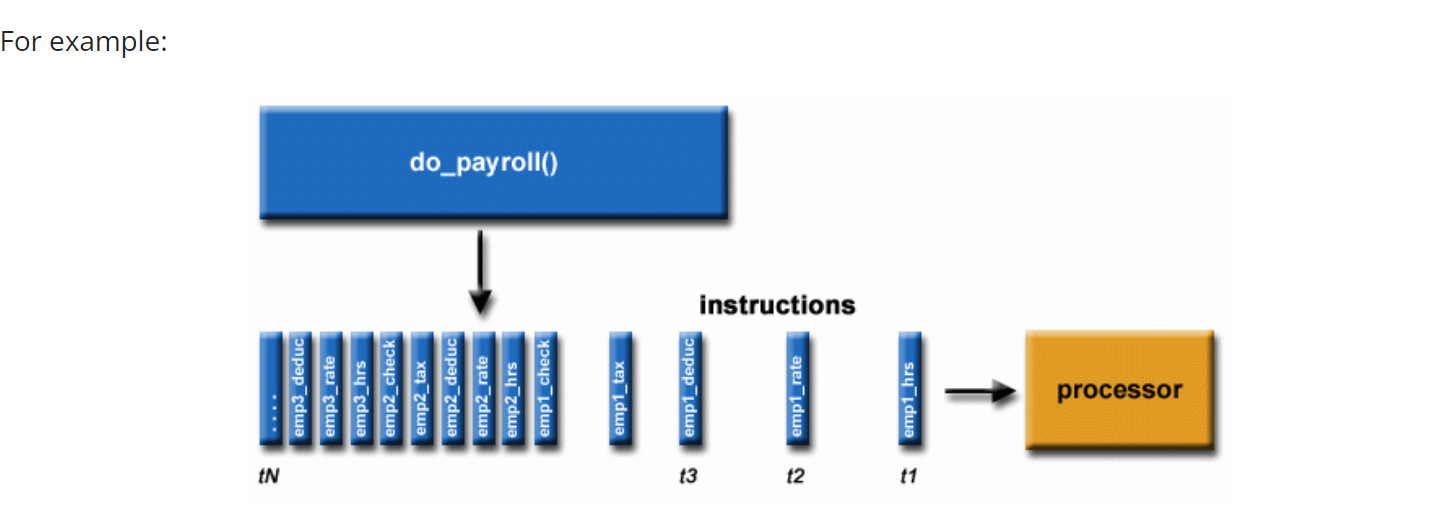 For example:
do_payroll()
instructions
....
emp3_deduc
emp3_rate
emp3_hrs
emp2_check
emp2_tax
emp2_deduc
emp2_rate
emp2_hrs
emp1_check
emp1_tax
emp1_deduc
emp1_rate
emp1_hrs
processor
tN
t3
t2
t1